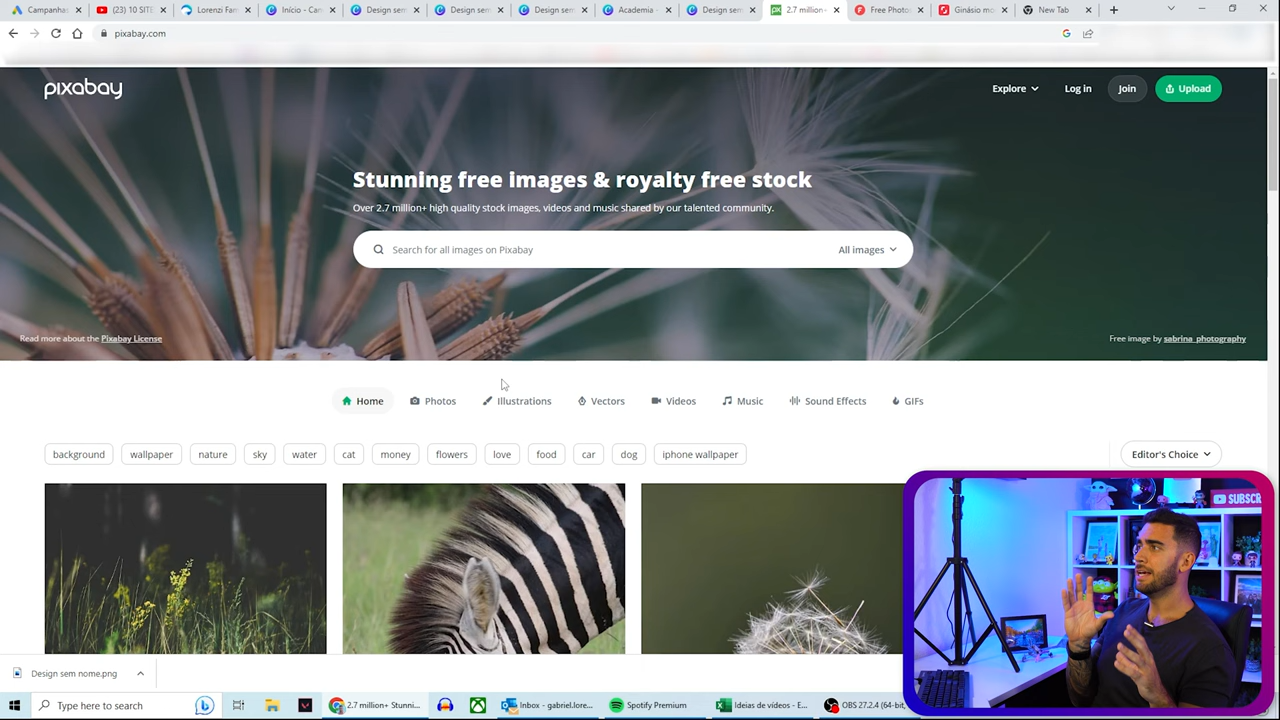 Campanhas
(23) 10 SITE
Lorenzi Fam
Início - Can
Design sem
Design sem
Design sem
Academia
Design sem
2.7 million+
Free Photo
Ginásio mo
New Tab
pixabay.com
pixabay
Explore
Log in
Join
Upload
Stunning free images & royalty free stock
Over 2.7 million+ high quality stock images, videos and music shared by our talented community.
Search for all images on Pixabay
All images
Read more about the Pixabay License
Free image by sabrina_photography
Home
Photos
Illustrations
Vectors
Videos
Music
Sound Effects
GIFs
background
wallpaper
nature
sky
water
cat
money
flowers
love
food
car
dog
iphone wallpaper
Editor's Choice
SUBSC
Design sem nome.png
Type here to search
2.7 million+ Stunni...
Inbox - gabriel.lore...
Spotify Premium
Ideias de vídeos - E...
OBS 27.2.4 (64-bit,